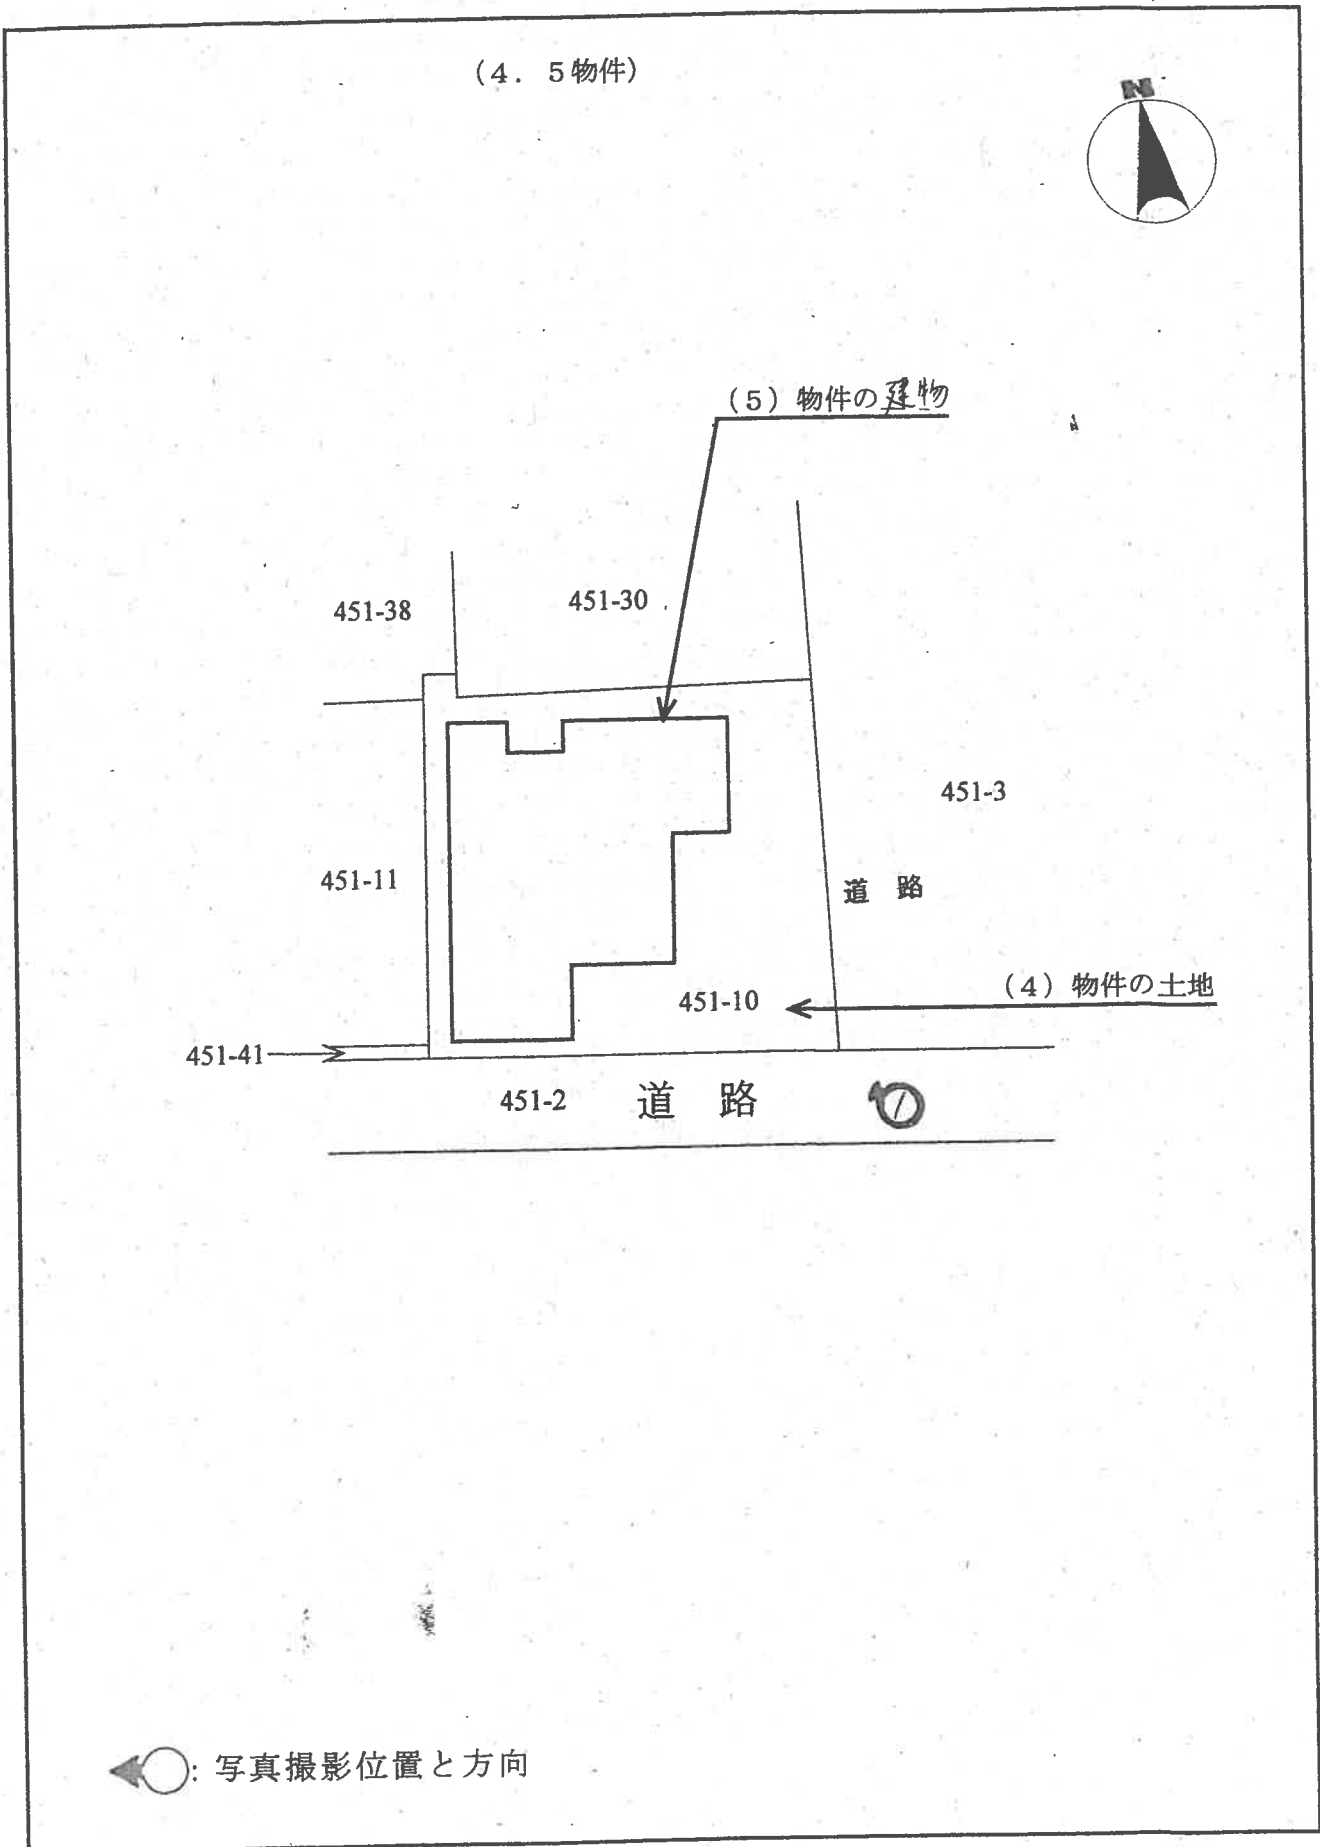 (4．5物件)
N
(5)物件の建物
451-38
451-30
451-3
451-11
道 路
(4)物件の土地
451-10
451-41
451-2 道 路
1
: 写真撮影位置と方向